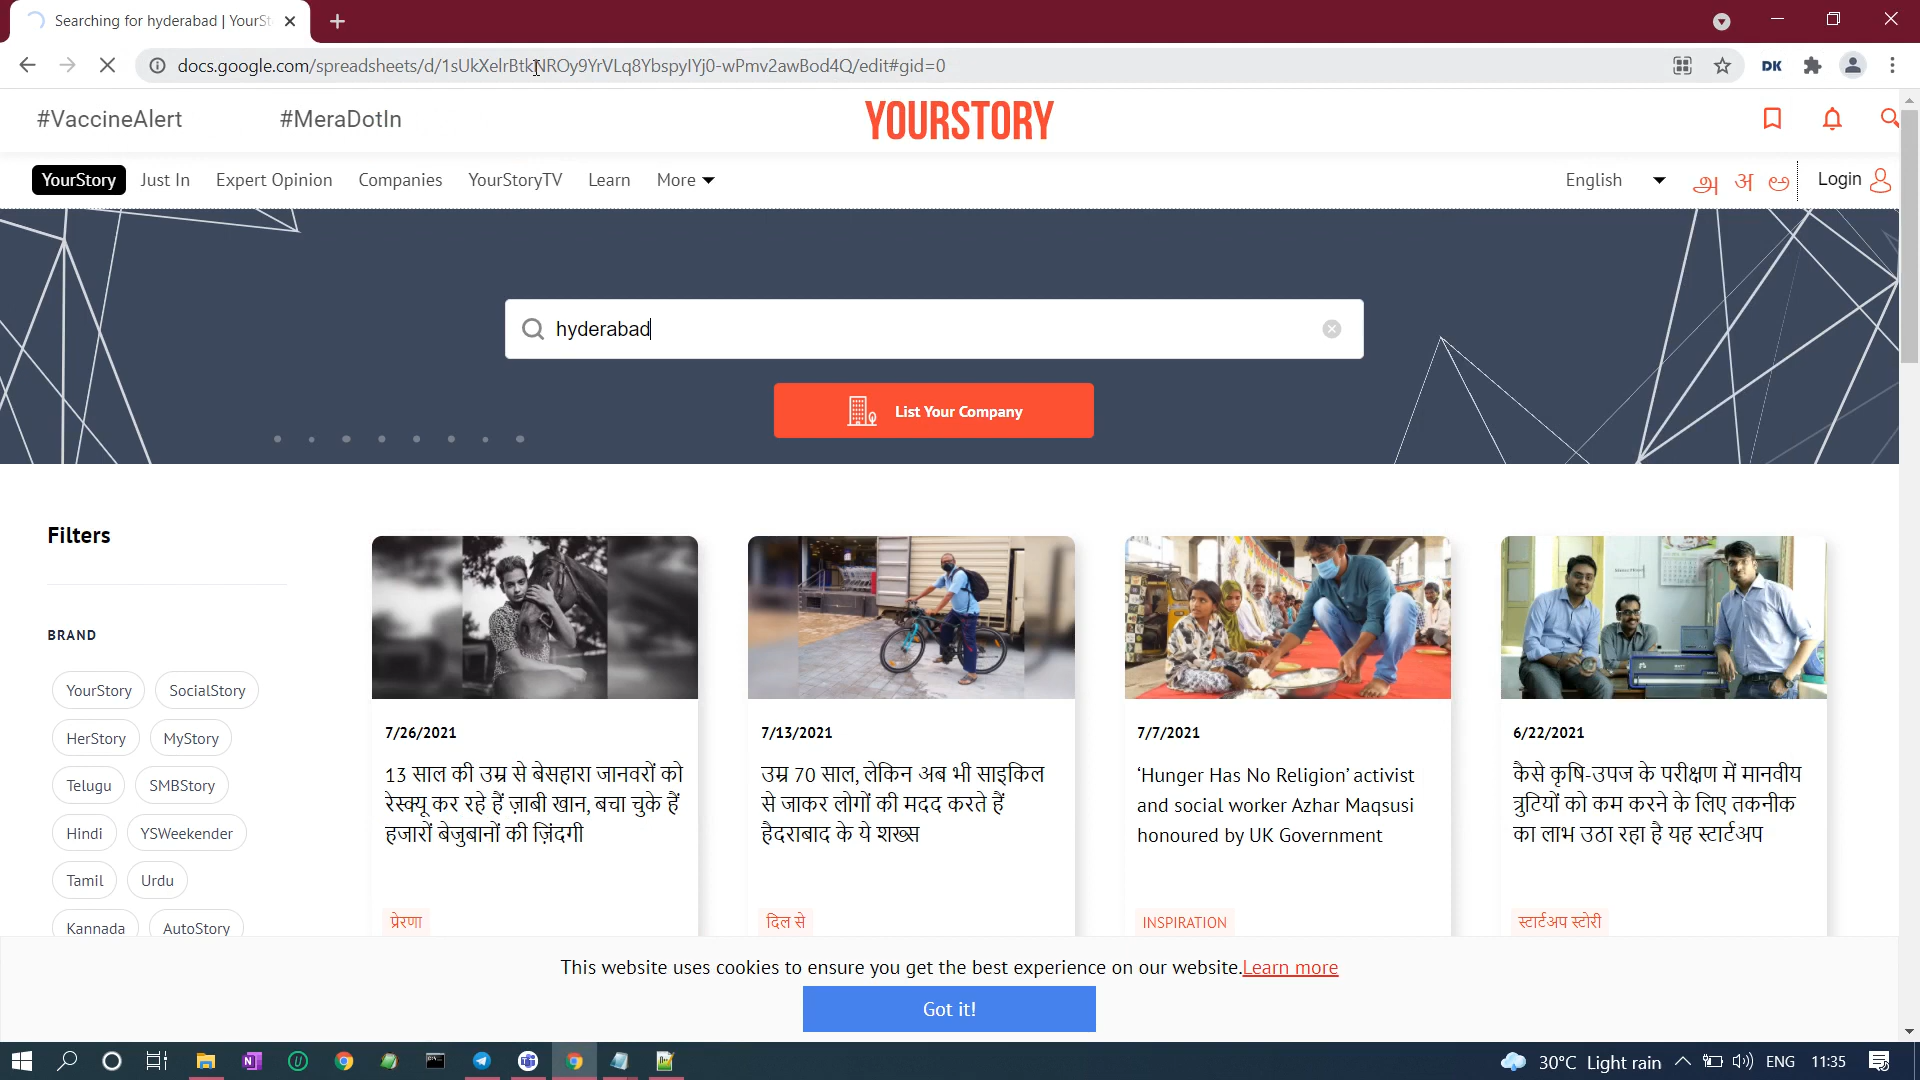 Searching for hyderabad | YourSt
docs.google.com/spreadsheets/d/1sUkXelrBtkNROy9YrVLq8YbspyIYj0-wPmv2awBod4Q/edit#gid=0
DK
#VaccineAlert #MeraDotIn YOURSTORY
YourStory Just In Expert Opinion Companies YourStoryTV Learn More English அ अ ಅ Login
hyderabad
List Your Company
Filters
BRAND
YourStory SocialStory
HerStory MyStory
Telugu SMBStory
Hindi YSWeekender
Tamil Urdu
Kannada AutoStory
7/26/2021
13 साल की उम्र से बेसहारा जानवरों को
रेस्क्यू कर रहे हैं ज़ाबी खान, बचा चुके हैं
हजारों बेजुबानों की ज़िंदगी
प्रेरणा
7/13/2021
उम्र 70 साल, लेकिन अब भी साइकिल
से जाकर लोगों की मदद करते हैं
हैदराबाद के ये शख्स
दिल से
7/7/2021
‘Hunger Has No Religion’ activist
and social worker Azhar Maqsusi
honoured by UK Government
INSPIRATION
6/22/2021
कैसे कृषि-उपज के परीक्षण में मानवीय
त्रुटियों को कम करने के लिए तकनीक
का लाभ उठा रहा है यह स्टार्टअप
स्टार्टअप स्टोरी
This website uses cookies to ensure you get the best experience on our website.Learn more
Got it!
30°C Light rain ENG 11:35